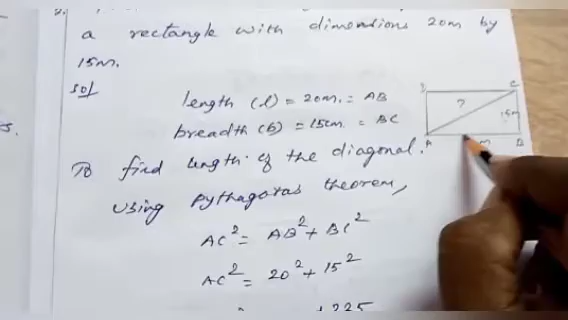 a rectangle with dimensions 20m by
15m.
Sol
length (l) = 20m. = AB
breadth (b) = 15cm. = BC
C
?
15m
A
m
B
To find length of the diagonal.
Using Pythagoras theorem,
AC² = AB² + BC²
AC² = 20² + 15²
+ 225